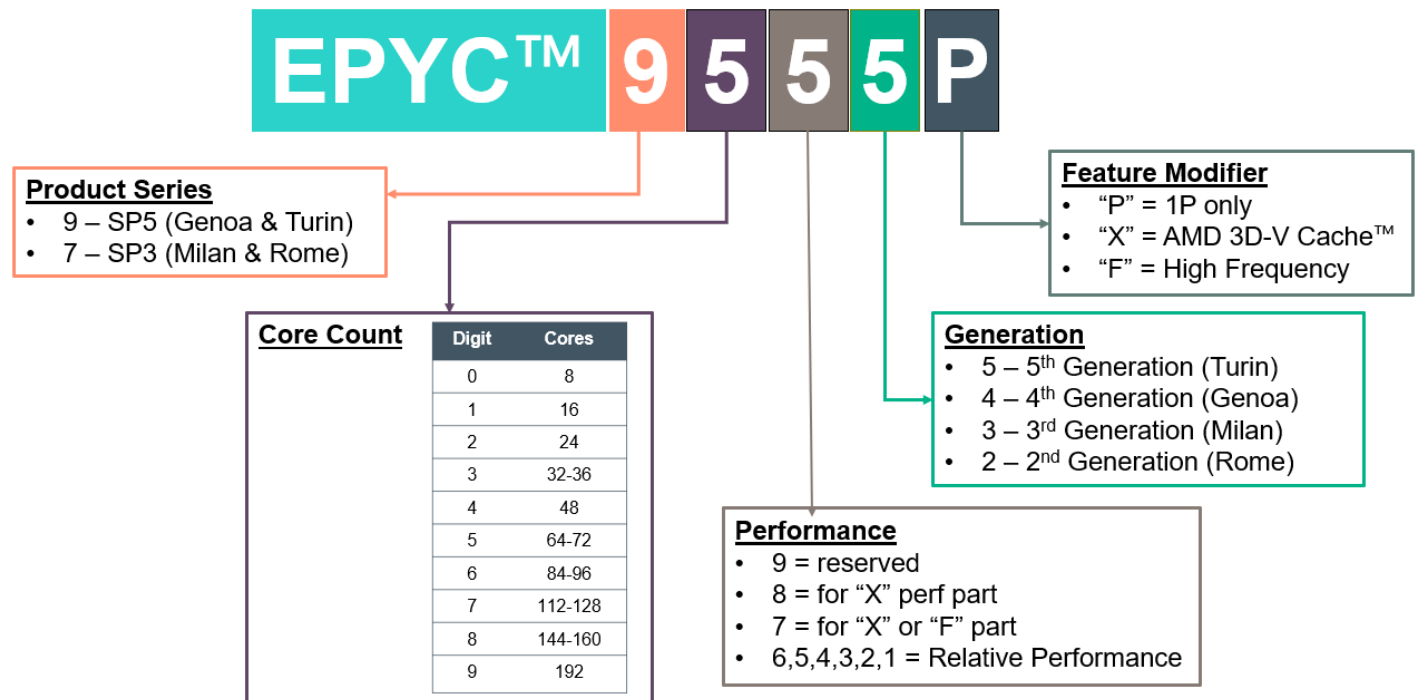 EPYC™ 9 5 5 5 P
Product Series
• 9 – SP5 (Genoa & Turin)
• 7 – SP3 (Milan & Rome)
Feature Modifier
• “P” = 1P only
• “X” = AMD 3D-V Cache™
• “F” = High Frequency
Core Count
Digit Cores
0 8
1 16
2 24
3 32-36
4 48
5 64-72
6 84-96
7 112-128
8 144-160
9 192
Generation
• 5 – 5th Generation (Turin)
• 4 – 4th Generation (Genoa)
• 3 – 3rd Generation (Milan)
• 2 – 2nd Generation (Rome)
Performance
• 9 = reserved
• 8 = for “X” perf part
• 7 = for “X” or “F” part
• 6,5,4,3,2,1 = Relative Performance